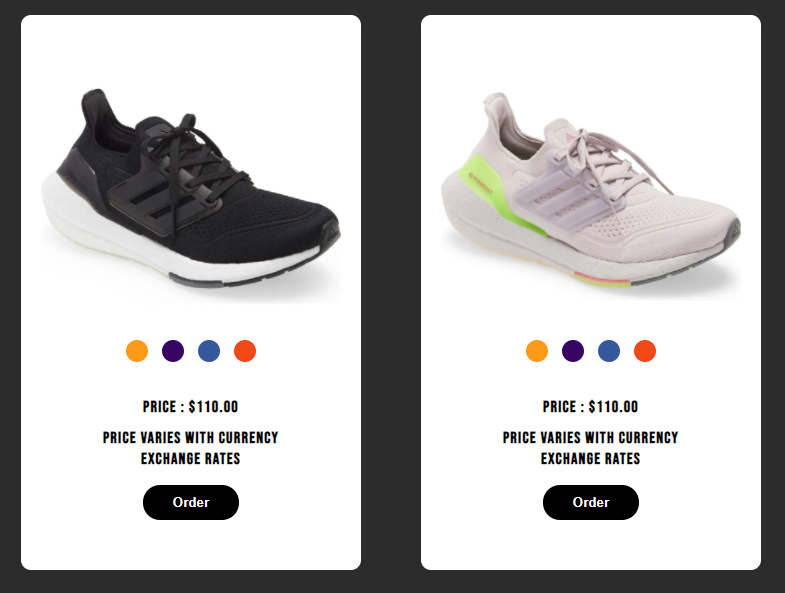 PRICE : $110.00
PRICE VARIES WITH CURRENCY
EXCHANGE RATES
Order
PRICE : $110.00
PRICE VARIES WITH CURRENCY
EXCHANGE RATES
Order